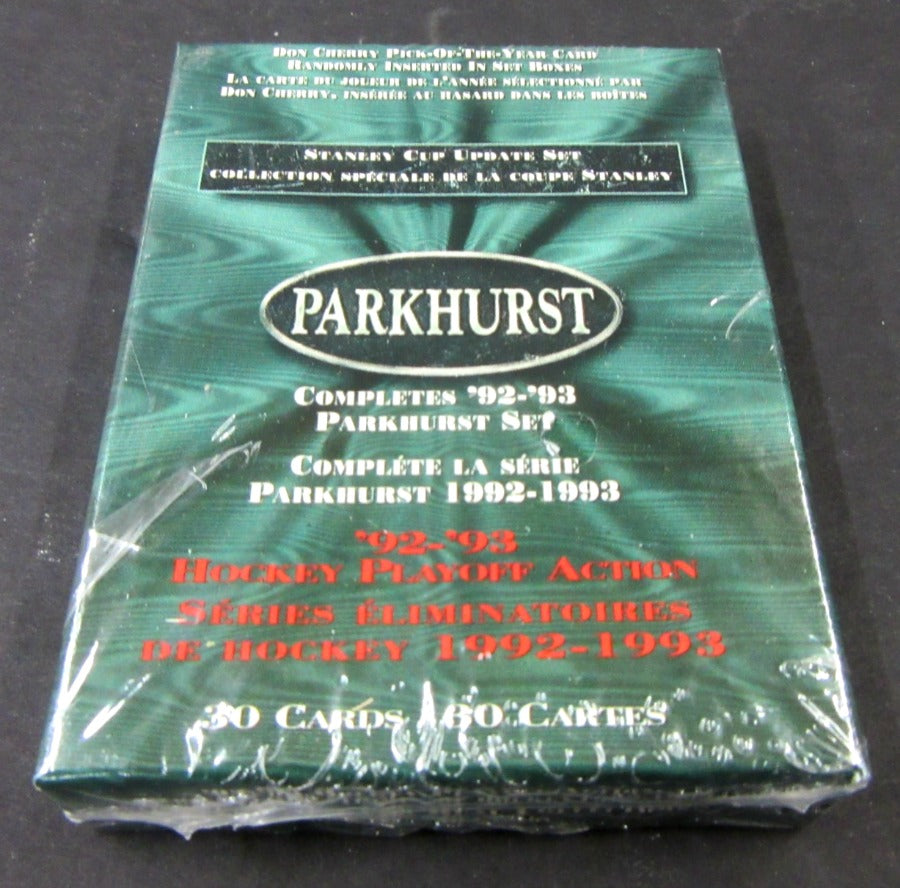 DON CHERRY PICK-OF-THE-YEAR CARD
RANDOMLY INSERTED IN SET BOXES
LA CARTE DU JOUEUR DE L'ANNÉE SÉLECTIONNÉ PAR
DON CHERRY, INSÉRÉE AU HASARD DANS LES BOÎTES
STANLEY CUP UPDATE SET
COLLECTION SPÉCIALE DE LA COUPE STANLEY
PARKHURST
COMPLETES '92-'93
PARKHURST SET
COMPLÉTE LA SÉRIE
PARKHURST 1992-1993
'92-'93
HOCKEY PLAYOFF ACTION
SÉRIES ÉLIMINATOIRES
DE HOCKEY 1992-1993
30 CARDS / 30 CARTES